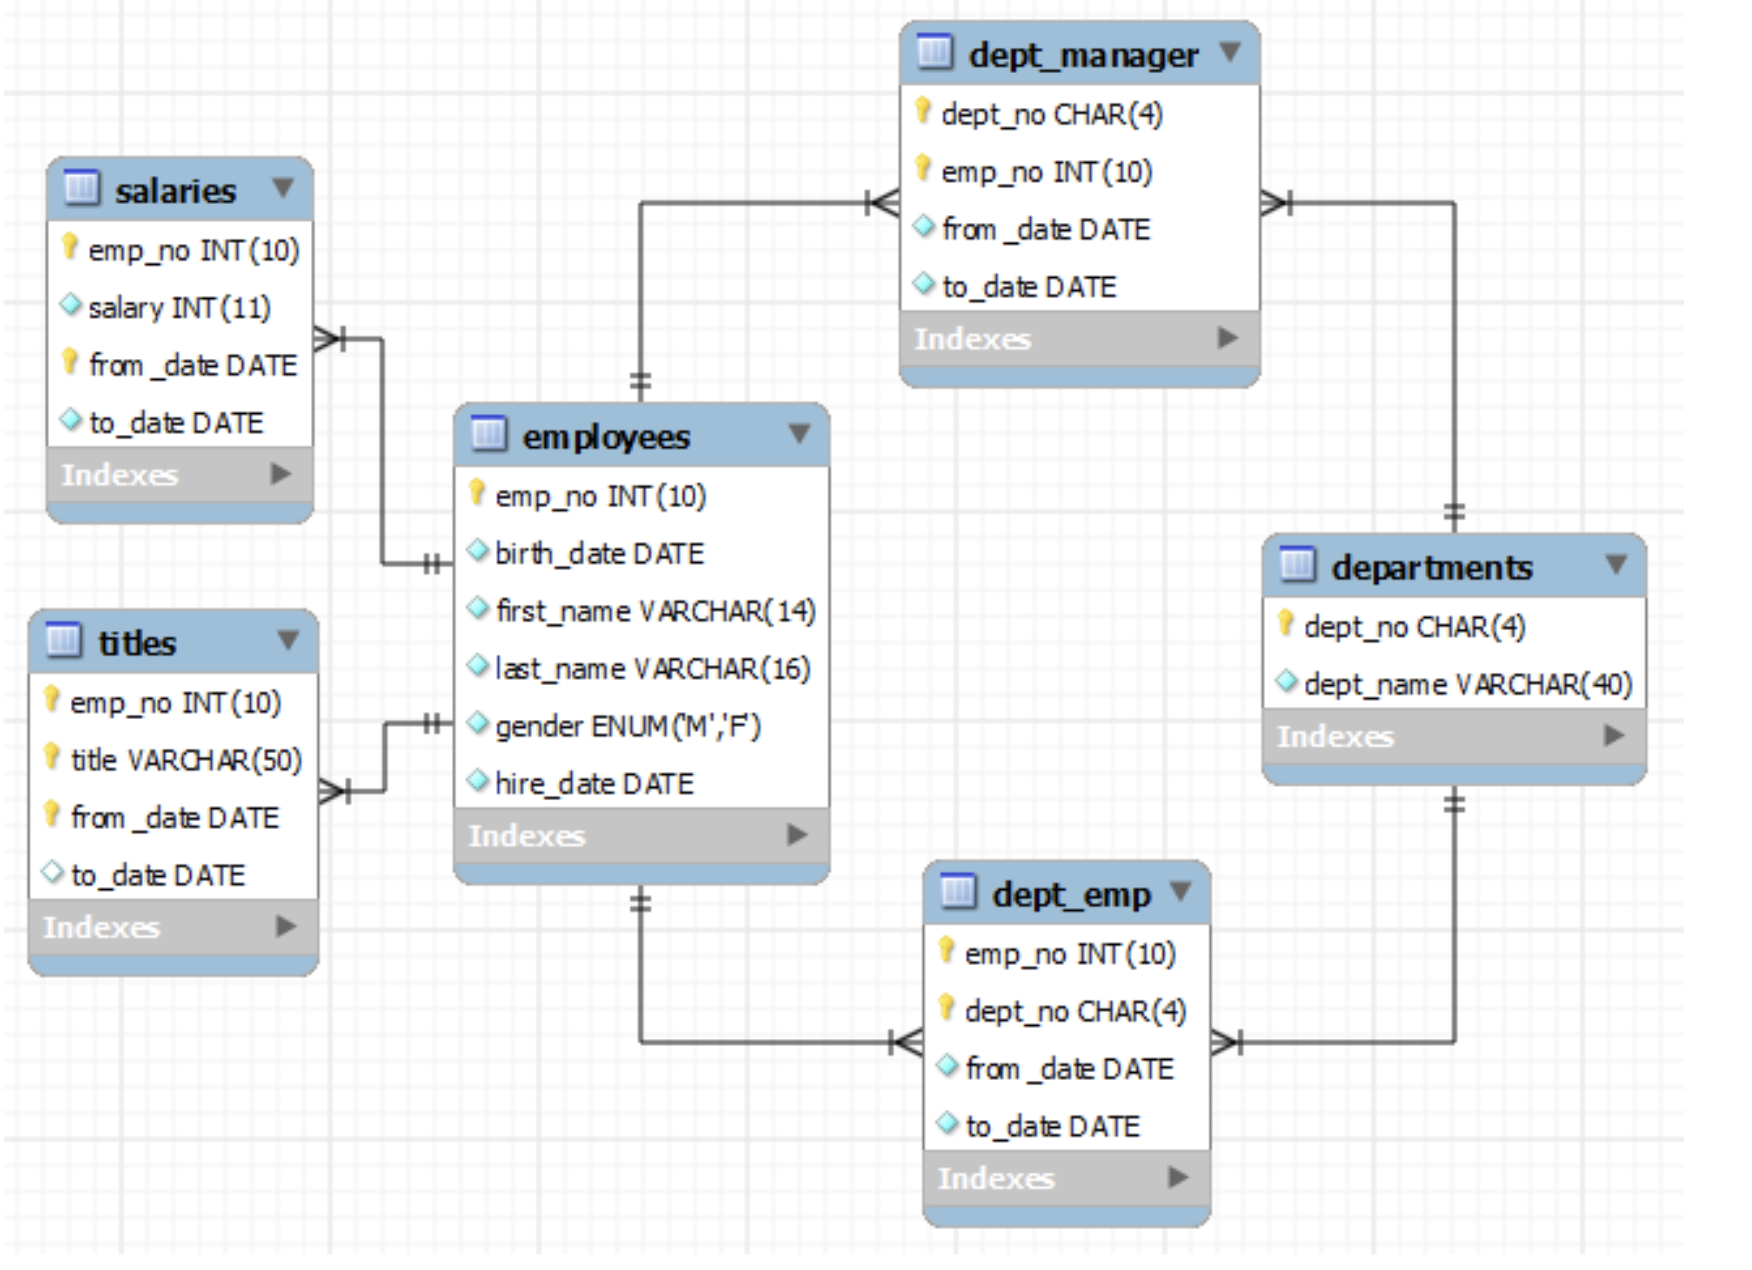 dept_manager
dept_no CHAR(4)
emp_no INT(10)
from_date DATE
to_date DATE
Indexes
salaries
emp_no INT(10)
salary INT(11)
from_date DATE
to_date DATE
Indexes
employees
emp_no INT(10)
birth_date DATE
first_name VARCHAR(14)
last_name VARCHAR(16)
gender ENUM('M','F')
hire_date DATE
Indexes
departments
dept_no CHAR(4)
dept_name VARCHAR(40)
Indexes
titles
emp_no INT(10)
title VARCHAR(50)
from_date DATE
to_date DATE
Indexes
dept_emp
emp_no INT(10)
dept_no CHAR(4)
from_date DATE
to_date DATE
Indexes